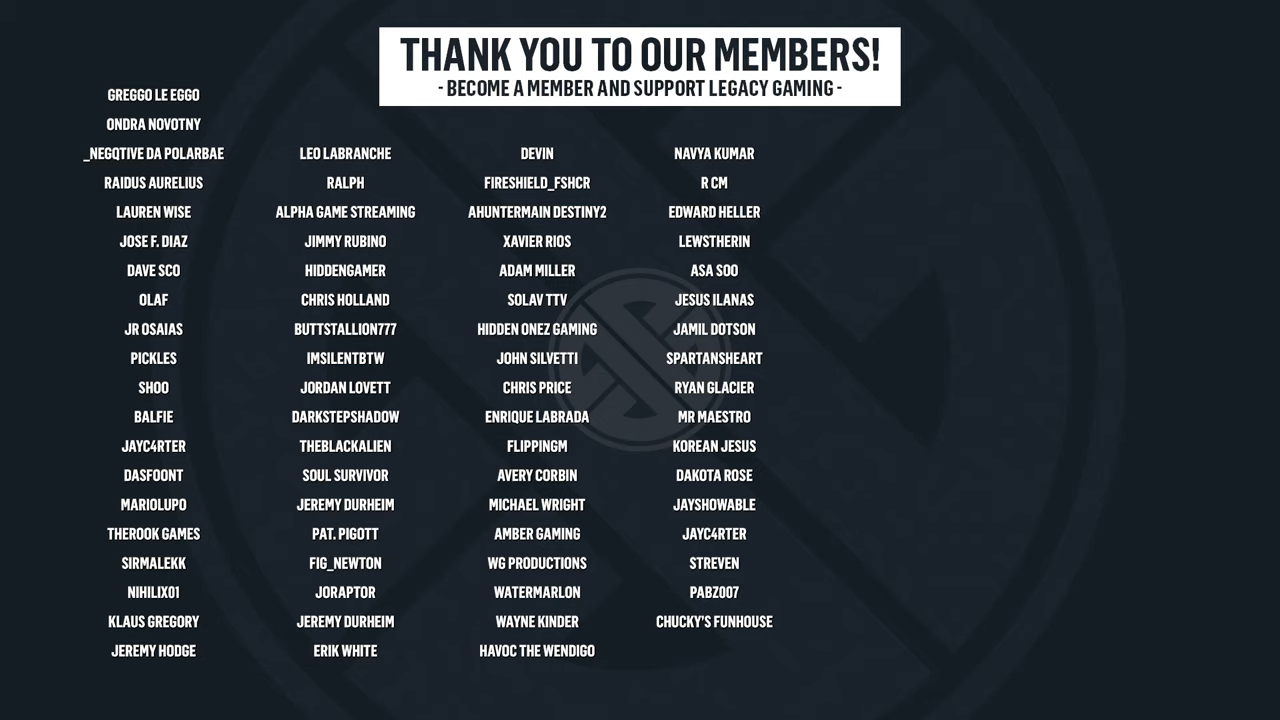 THANK YOU TO OUR MEMBERS!
- BECOME A MEMBER AND SUPPORT LEGACY GAMING -
GREGGO LE EGGO
ONDRA NOVOTNY
_NEGQTIVE DA POLARBAE
RAIDUS AURELIUS
LAUREN WISE
JOSE F. DIAZ
DAVE SCO
OLAF
JR OSAIAS
PICKLES
SHOO
BALFIE
JAYC4RTER
DASFOONT
MARIOLUPO
THEROOK GAMES
SIRMALEKK
NIHILIX01
KLAUS GREGORY
JEREMY HODGE
LEO LABRANCHE
RALPH
ALPHA GAME STREAMING
JIMMY RUBINO
HIDDENGAMER
CHRIS HOLLAND
BUTTSTALLION777
IMSILENTBTW
JORDAN LOVETT
DARKSTEPSHADOW
THEBLACKALIEN
SOUL SURVIVOR
JEREMY DURHEIM
PAT. PIGOTT
FIG_NEWTON
JORAPTOR
JEREMY DURHEIM
ERIK WHITE
DEVIN
FIRESHIELD_FSHCR
AHUNTERMAIN DESTINY2
XAVIER RIOS
ADAM MILLER
SOLAV TTV
HIDDEN ONEZ GAMING
JOHN SILVETTI
CHRIS PRICE
ENRIQUE LABRADA
FLIPPINGM
AVERY CORBIN
MICHAEL WRIGHT
AMBER GAMING
WG PRODUCTIONS
WATERMARLON
WAYNE KINDER
HAVOC THE WENDIGO
NAVYA KUMAR
R CM
EDWARD HELLER
LEWSTHERIN
ASA SOO
JESUS ILANAS
JAMIL DOTSON
SPARTANSHEART
RYAN GLACIER
MR MAESTRO
KOREAN JESUS
DAKOTA ROSE
JAYSHOWABLE
JAYC4RTER
STREVEN
PABZ007
CHUCKY'S FUNHOUSE